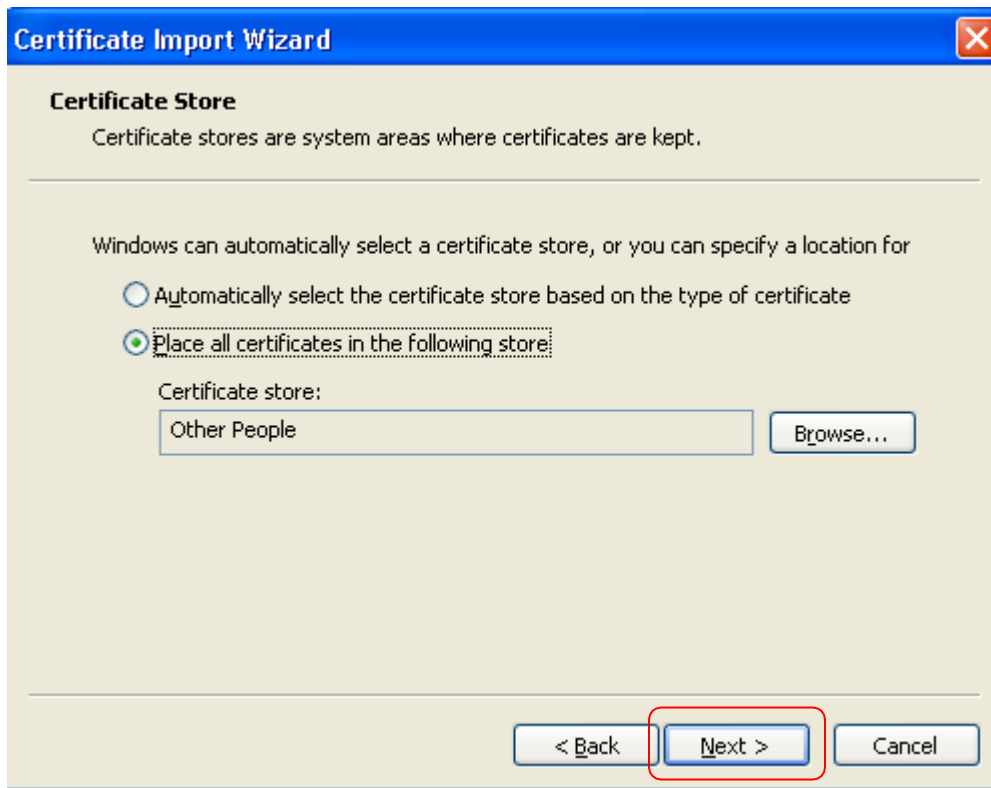 Certificate Import Wizard
Certificate Store
Certificate stores are system areas where certificates are kept.
Windows can automatically select a certificate store, or you can specify a location for
Automatically select the certificate store based on the type of certificate
Place all certificates in the following store
Certificate store:
Other People
Browse...
< Back
Next >
Cancel